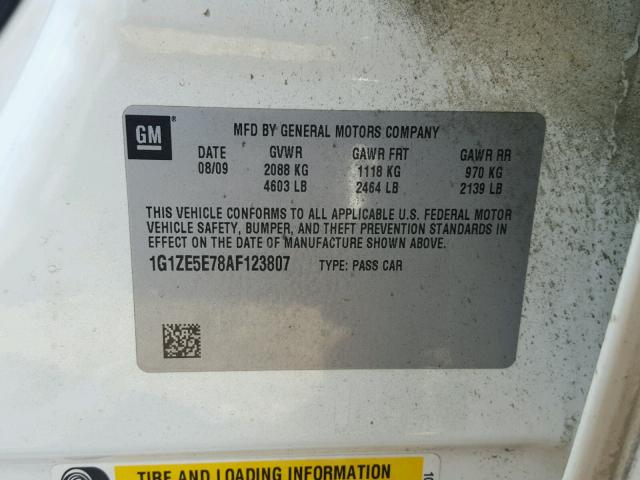 GM ®
MFD BY GENERAL MOTORS COMPANY
DATE GVWR GAWR FRT GAWR RR
08/09 2088 KG 1118 KG 970 KG
4603 LB 2464 LB 2139 LB
THIS VEHICLE CONFORMS TO ALL APPLICABLE U.S. FEDERAL MOTOR
VEHICLE SAFETY, BUMPER, AND THEFT PREVENTION STANDARDS
IN EFFECT ON THE DATE OF MANUFACTURE SHOWN ABOVE.
1G1ZE5E78AF123807 TYPE: PASS CAR
TIRE AND LOADING INFORMATION